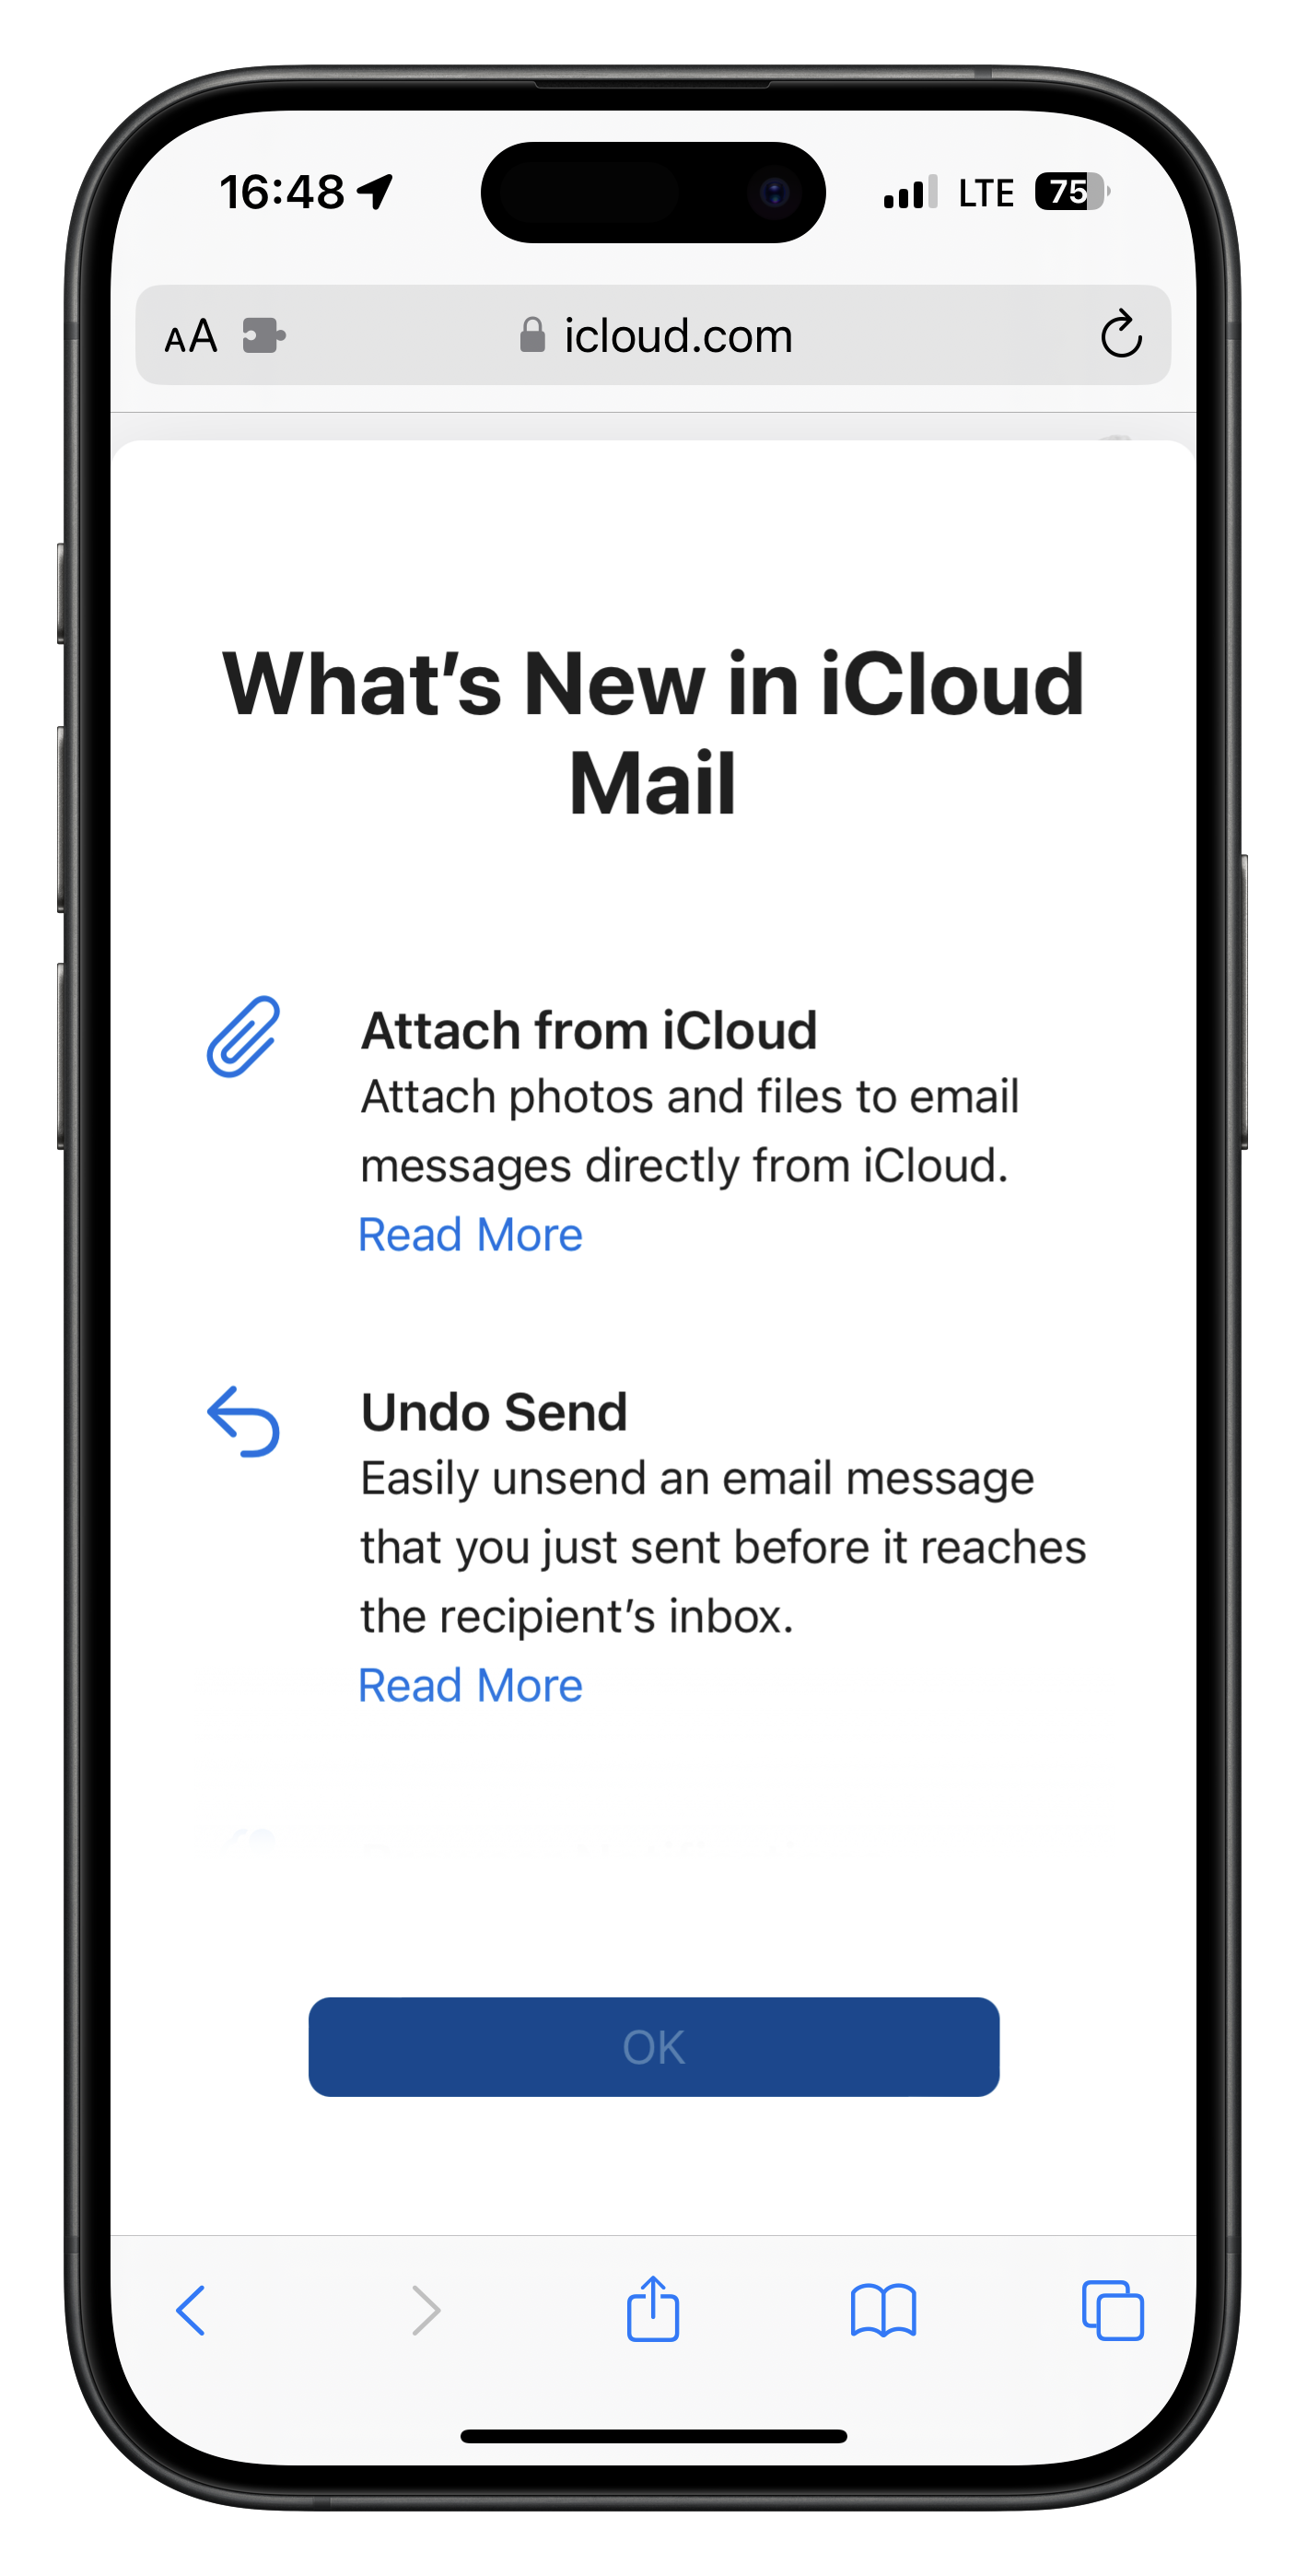 16:48
LTE
75
AA
icloud.com
What’s New in iCloud
Mail
Attach from iCloud
Attach photos and files to email
messages directly from iCloud.
Read More
Undo Send
Easily unsend an email message
that you just sent before it reaches
the recipient’s inbox.
Read More
OK